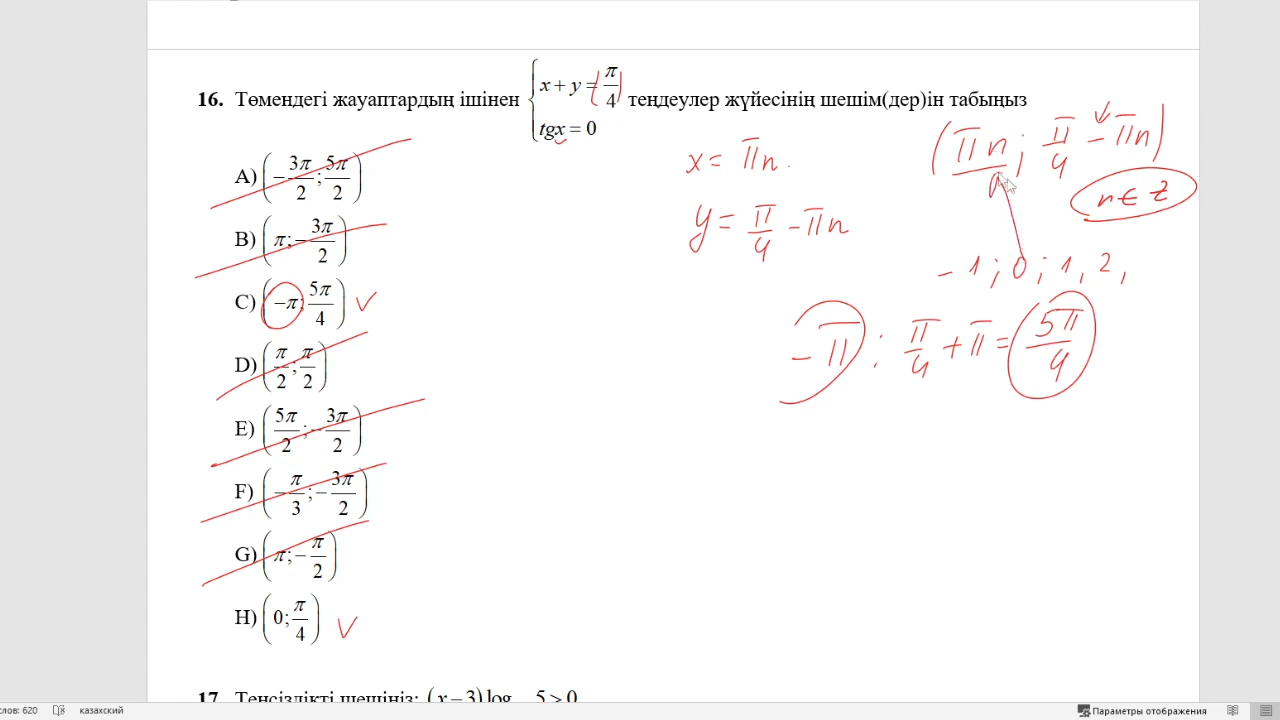 16. Төмендегі жауаптардың ішінен { x + y = π/4 ; tgx = 0 теңдеулер жүйесінің шешім(дер)ін табыңыз
A) (−3π/2; 5π/2)
B) (π; −3π/2)
C) (−π; 5π/4) ✓
D) (π/2; π/2)
E) (5π/2; −3π/2)
F) (−π/3; −3π/2)
G) (π; −π/2)
H) (0; π/4) ✓
x = πn
y = π/4 − πn
(πn; π/4 − πn)
n ∈ Z
−1; 0; 1, 2,
−π; π/4 + π = 5π/4
17. Теңсіздікті шешіңіз: (x − 3) log 5 > 0
слов: 620 казахский Параметры отображения